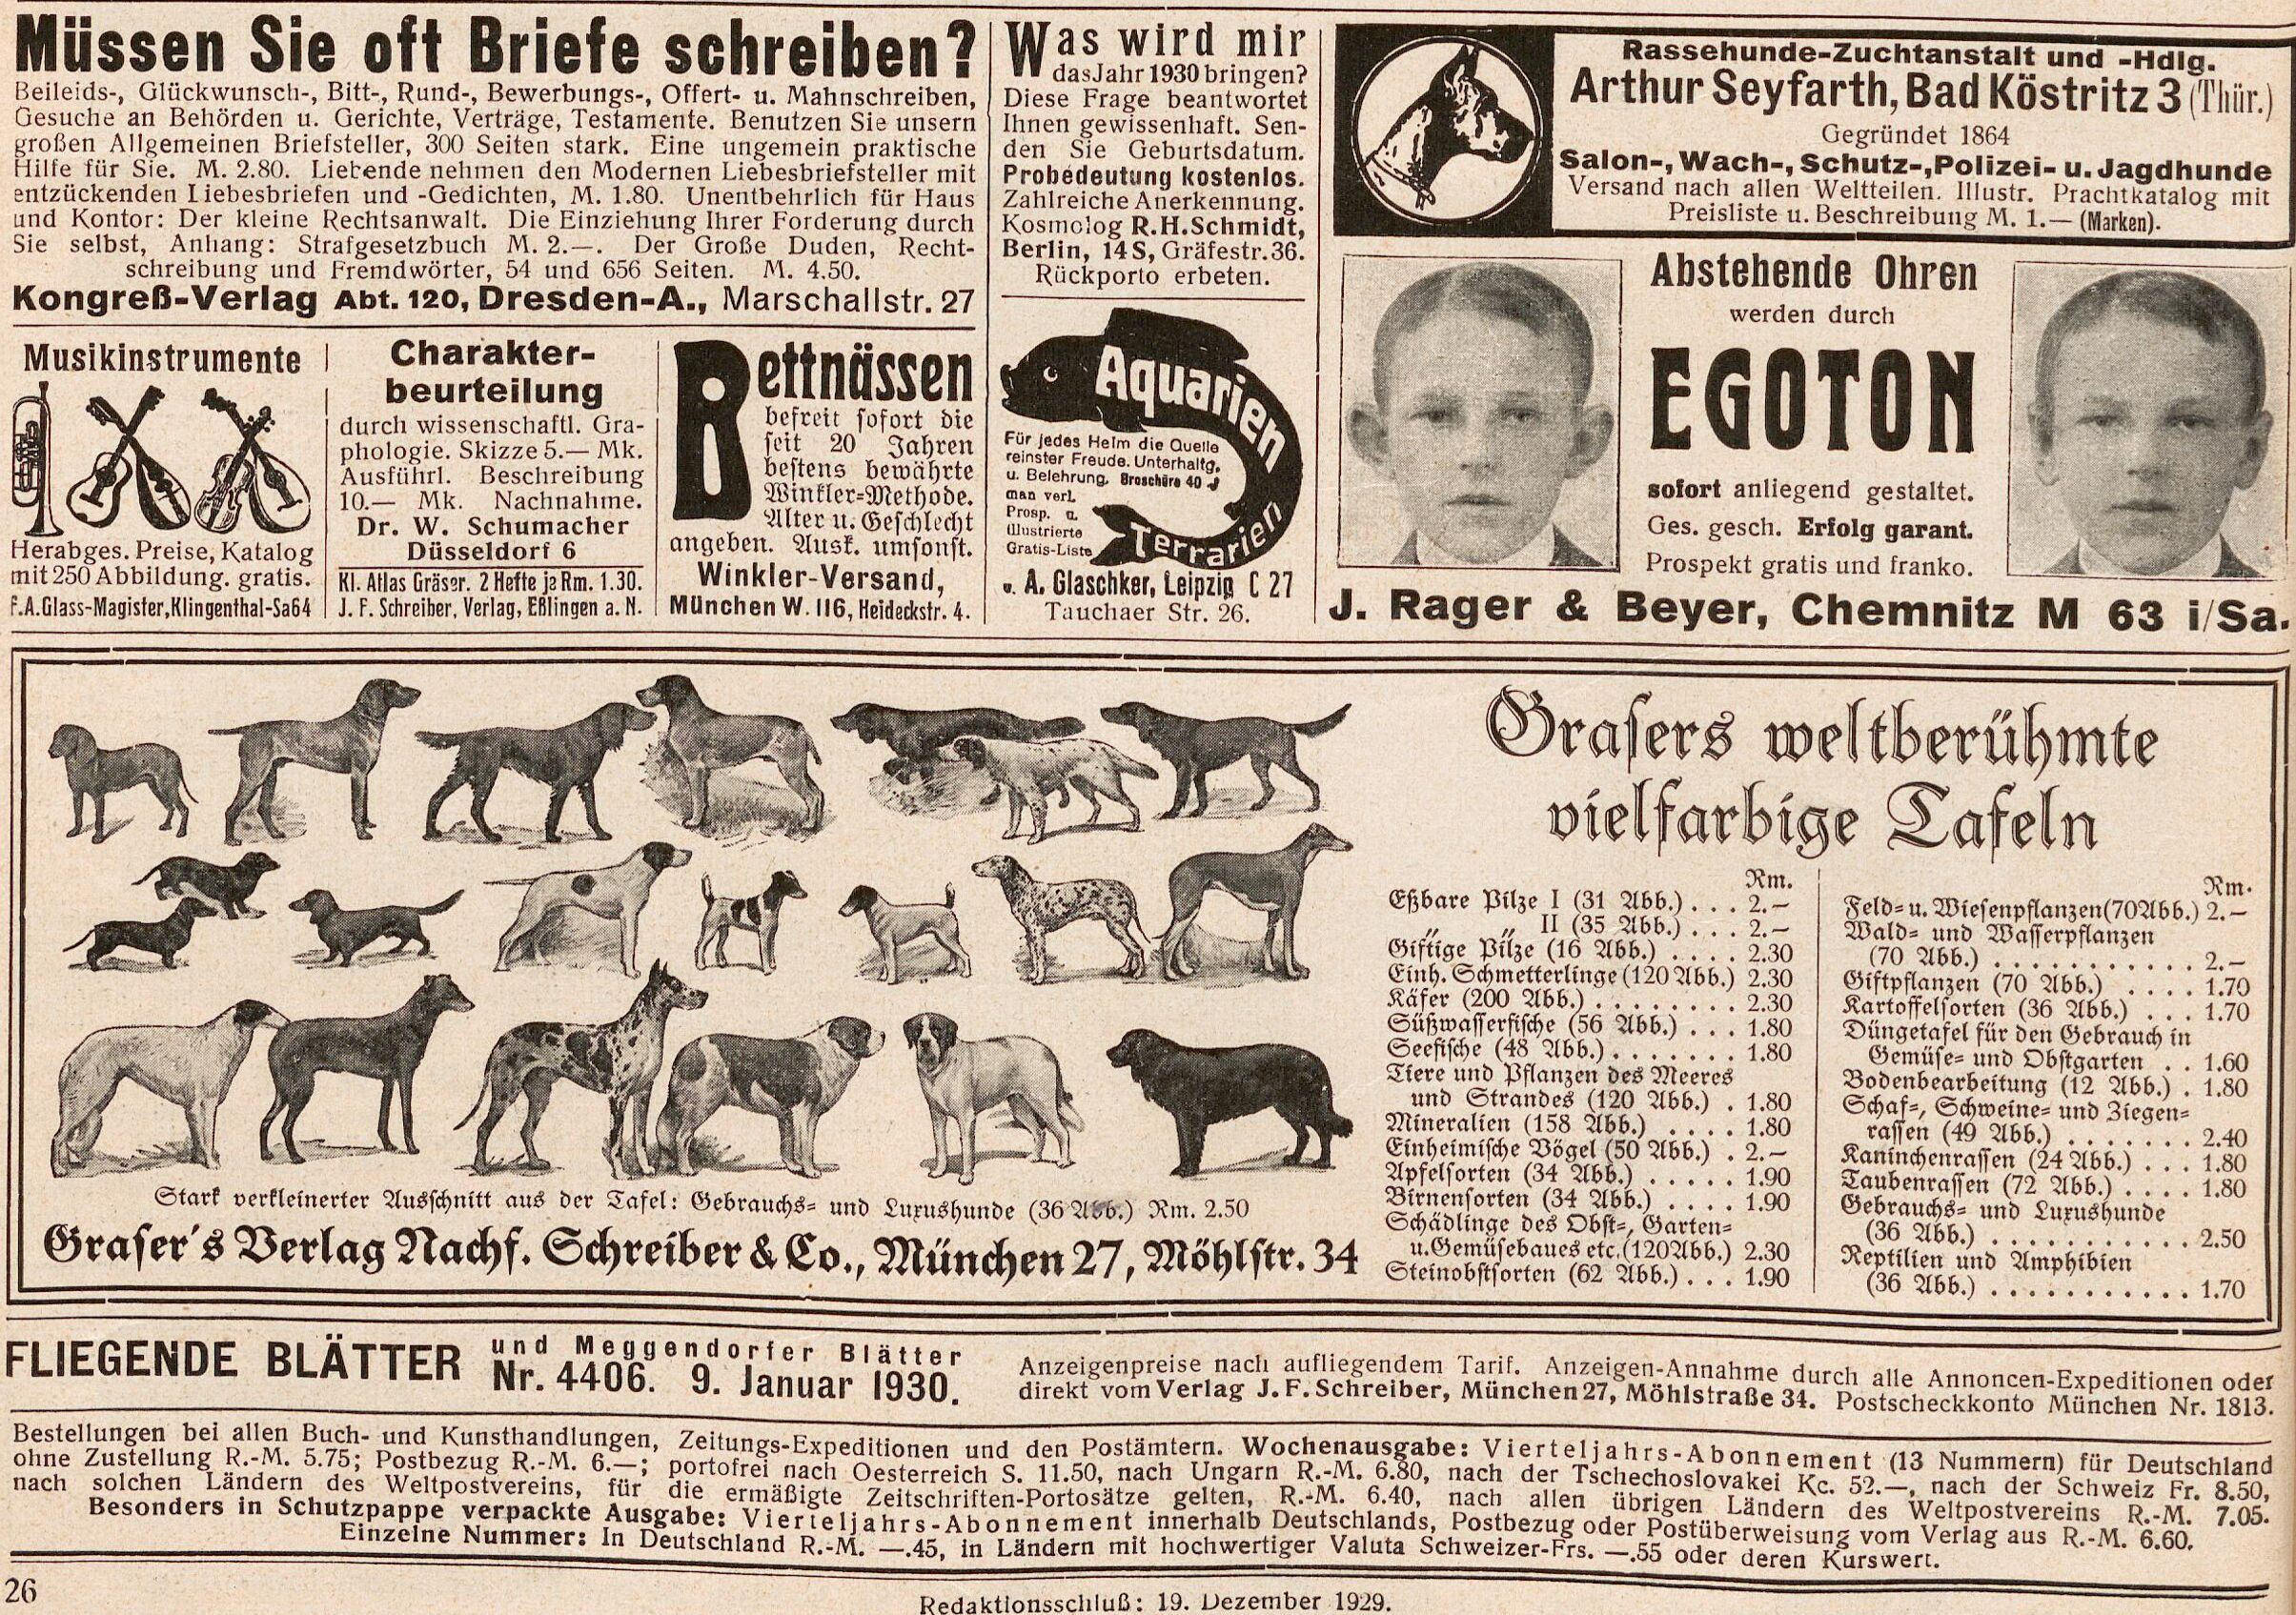 Müssen Sie oft Briefe schreiben?
Beileids-, Glückwunsch-, Bitt-, Rund-, Bewerbungs-, Offert- u. Mahnschreiben,
Gesuche an Behörden u. Gerichte, Verträge, Testamente. Benutzen Sie unsern
großen Allgemeinen Briefsteller, 300 Seiten stark. Eine ungemein praktische
Hilfe für Sie. M. 2.80. Liebende nehmen den Modernen Liebesbriefsteller mit
entzückenden Liebesbriefen und -Gedichten, M. 1.80. Unentbehrlich für Haus
und Kontor: Der kleine Rechtsanwalt. Die Einziehung Ihrer Forderung durch
Sie selbst, Anhang: Strafgesetzbuch M. 2.—. Der Große Duden, Recht-
schreibung und Fremdwörter, 54 und 656 Seiten. M. 4.50.
Kongreß-Verlag Abt. 120, Dresden-A., Marschallstr. 27
Was wird mir
das Jahr 1930 bringen?
Diese Frage beantwortet
Ihnen gewissenhaft. Sen-
den Sie Geburtsdatum.
Probedeutung kostenlos.
Zahlreiche Anerkennung.
Kosmolog R. H. Schmidt,
Berlin, 14 S, Gräfestr. 36.
Rückporto erbeten.
Rassehunde-Zuchtanstalt und -Hdlg.
Arthur Seyfarth, Bad Köstritz 3 (Thür.)
Gegründet 1864
Salon-, Wach-, Schutz-, Polizei- u. Jagdhunde
Versand nach allen Weltteilen. Illustr. Prachtkatalog mit
Preisliste u. Beschreibung M. 1.— (Marken).
Musikinstrumente
Herabges. Preise, Katalog
mit 250 Abbildung. gratis.
F.A.Glass-Magister, Klingenthal-Sa 64
Charakter-
beurteilung
durch wissenschaftl. Gra-
phologie. Skizze 5.— Mk.
Ausführl. Beschreibung
10.— Mk. Nachnahme.
Dr. W. Schumacher
Düsseldorf 6
Kl. Atlas Gräser. 2 Hefte je Rm. 1.30.
J. F. Schreiber, Verlag, Eßlingen a. N.
Bettnässen
befreit sofort die
seit 20 Jahren
bestens bewährte
Winkler-Methode.
Alter u. Geschlecht
angeben. Ausk. umsonst.
Winkler-Versand,
München W. 116, Heideckstr. 4.
Aquarien
Für jedes Heim die Quelle
reinster Freude. Unterhaltg.
u. Belehrung. Broschüre 40 ₰
man verl.
Prosp. u.
illustrierte
Gratis-Liste
Terrarien
v. A. Glaschker, Leipzig C 27
Tauchaer Str. 26.
Abstehende Ohren
werden durch
EGOTON
sofort anliegend gestaltet.
Ges. gesch. Erfolg garant.
Prospekt gratis und franko.
J. Rager & Beyer, Chemnitz M 63 i/Sa.
Stark verkleinerter Ausschnitt aus der Tafel: Gebrauchs- und Luxushunde (36 Abb.) Rm. 2.50
Graser's Verlag Nachf. Schreiber & Co., München 27, Möhlstr. 34
Grasers weltberühmte
vielfarbige Tafeln
Rm.
Eßbare Pilze I (31 Abb.) . . . 2.—
„ „ II (35 Abb.) . . . 2.—
Giftige Pilze (16 Abb.) . . . . 2.30
Einh. Schmetterlinge (120 Abb.) 2.30
Käfer (200 Abb.) . . . . . . . . 2.30
Süßwasserfische (56 Abb.) . . . 1.80
Seefische (48 Abb.) . . . . . . . 1.80
Tiere und Pflanzen des Meeres
und Strandes (120 Abb.) . 1.80
Mineralien (158 Abb.) . . . . 1.80
Einheimische Vögel (50 Abb.) . 2.—
Apfelsorten (34 Abb.) . . . . . 1.90
Birnensorten (34 Abb.) . . . . 1.90
Schädlinge des Obst-, Garten-
u. Gemüsebaues etc. (120 Abb.) 2.30
Steinobstsorten (62 Abb.) . . . 1.90
Rm.
Feld- u. Wiesenpflanzen (70 Abb.) 2.—
Wald- und Wasserpflanzen
(70 Abb.) . . . . . . . . . . . 2.—
Giftpflanzen (70 Abb.) . . . . 1.70
Kartoffelsorten (36 Abb.) . . . 1.70
Düngetafel für den Gebrauch in
Gemüse- und Obstgarten . . 1.60
Bodenbearbeitung (12 Abb.) . 1.80
Schaf-, Schweine- und Ziegen-
rassen (49 Abb.) . . . . . . . 2.40
Kaninchenrassen (24 Abb.) . . . 1.80
Taubenrassen (72 Abb.) . . . . 1.80
Gebrauchs- und Luxushunde
(36 Abb.) . . . . . . . . . . . 2.50
Reptilien und Amphibien
(36 Abb.) . . . . . . . . . . . 1.70
FLIEGENDE BLÄTTER
und Meggendorfer Blätter
Nr. 4406. 9. Januar 1930.
Anzeigenpreise nach aufliegendem Tarif. Anzeigen-Annahme durch alle Annoncen-Expeditionen oder
direkt vom Verlag J. F. Schreiber, München 27, Möhlstraße 34. Postscheckkonto München Nr. 1813.
Bestellungen bei allen Buch- und Kunsthandlungen, Zeitungs-Expeditionen und den Postämtern. Wochenausgabe: Vierteljahrs-Abonnement (13 Nummern) für Deutschland
ohne Zustellung R.-M. 5.75; Postbezug R.-M. 6.—; portofrei nach Oesterreich S. 11.50, nach Ungarn R.-M. 6.80, nach der Tschechoslovakei Kc. 52.—, nach der Schweiz Fr. 8.50,
nach solchen Ländern des Weltpostvereins, für die ermäßigte Zeitschriften-Portosätze gelten, R.-M. 6.40, nach allen übrigen Ländern des Weltpostvereins R.-M. 7.05.
Besonders in Schutzpappe verpackte Ausgabe: Vierteljahrs-Abonnement innerhalb Deutschlands, Postbezug oder Postüberweisung vom Verlag aus R.-M. 6.60.
Einzelne Nummer: In Deutschland R.-M. —.45, in Ländern mit hochwertiger Valuta Schweizer-Frs. —.55 oder deren Kurswert.
26
Redaktionsschluß: 19. Dezember 1929.